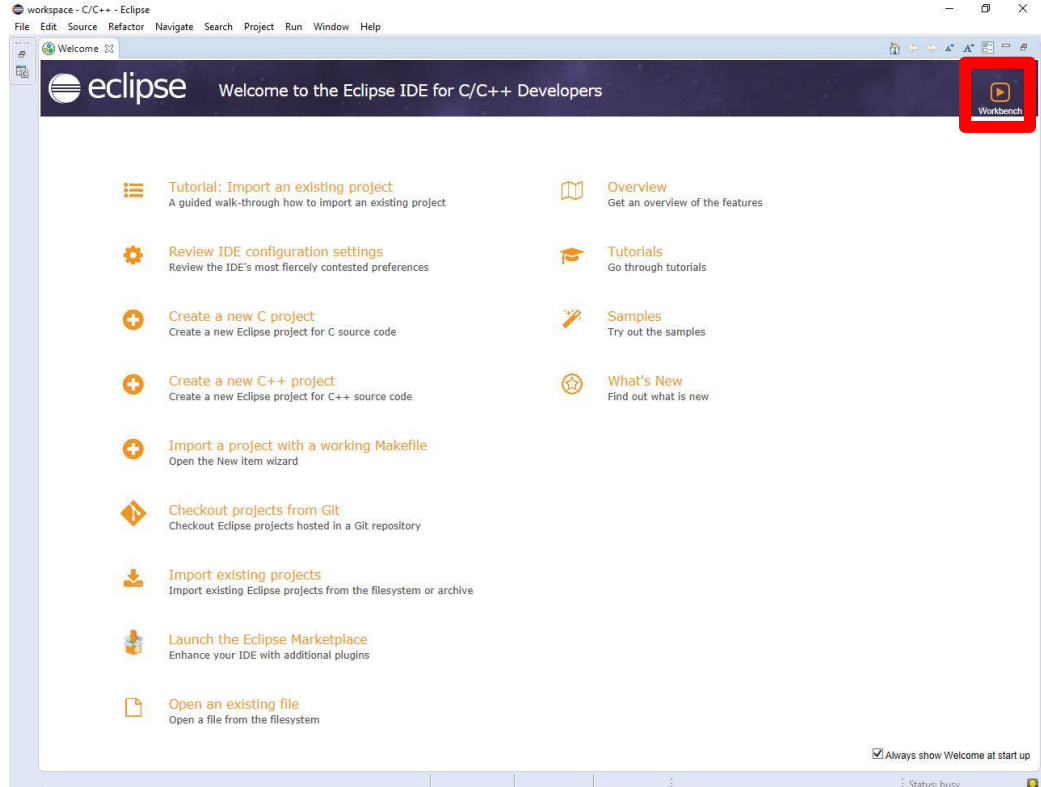 workspace - C/C++ - Eclipse
File Edit Source Refactor Navigate Search Project Run Window Help
Welcome
eclipse Welcome to the Eclipse IDE for C/C++ Developers
Workbench
Tutorial: Import an existing project
A guided walk-through how to import an existing project
Review IDE configuration settings
Review the IDE's most fiercely contested preferences
Create a new C project
Create a new Eclipse project for C source code
Create a new C++ project
Create a new Eclipse project for C++ source code
Import a project with a working Makefile
Open the New item wizard
Checkout projects from Git
Checkout Eclipse projects hosted in a Git repository
Import existing projects
Import existing Eclipse projects from the filesystem or archive
Launch the Eclipse Marketplace
Enhance your IDE with additional plugins
Open an existing file
Open a file from the filesystem
Overview
Get an overview of the features
Tutorials
Go through tutorials
Samples
Try out the samples
What's New
Find out what is new
Always show Welcome at start up
Status: busy